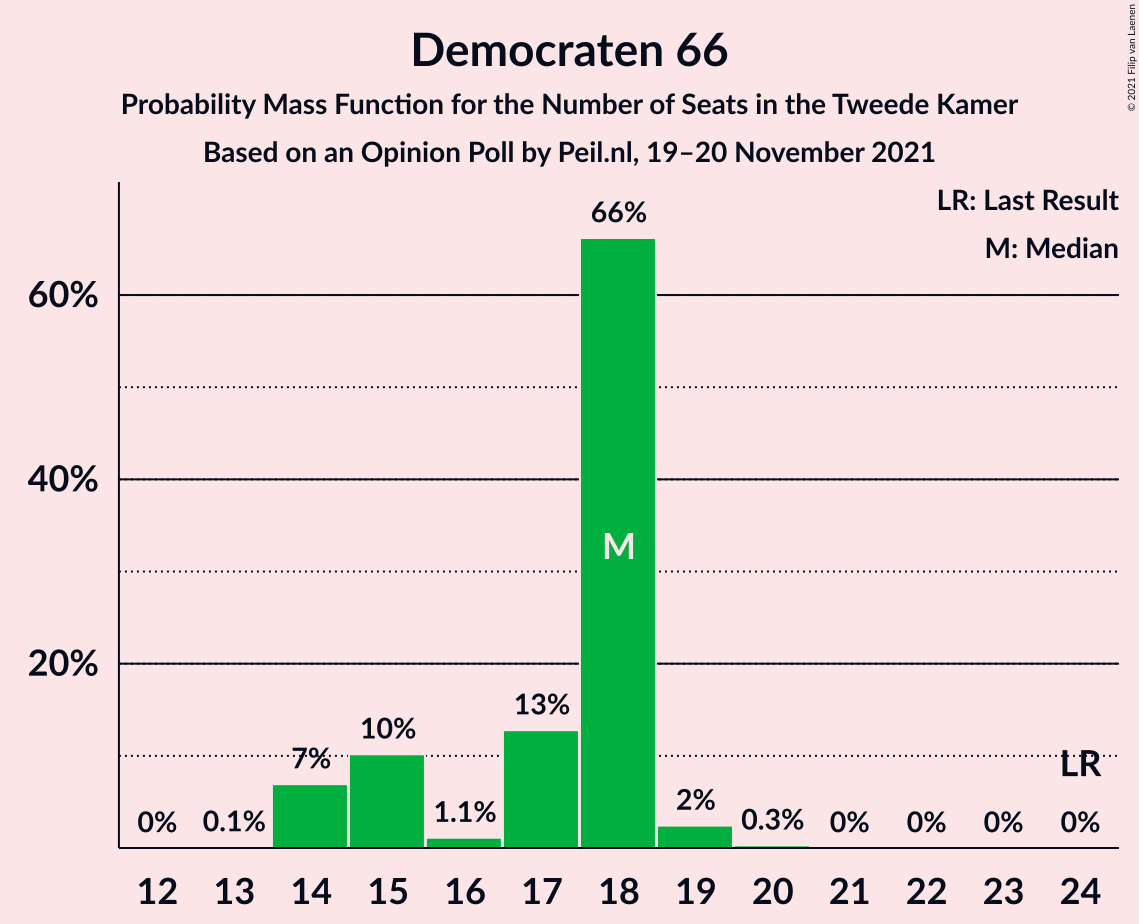 Democraten 66
Probability Mass Function for the Number of Seats in the Tweede Kamer
Based on an Opinion Poll by Peil.nl, 19–20 November 2021
© 2021 Filip van Laenen
LR: Last Result
M: Median
60%
40%
20%
0%
0.1%
7%
10%
1.1%
13%
66%
M
2%
0.3%
0%
0%
0%
LR
0%
12 13 14 15 16 17 18 19 20 21 22 23 24